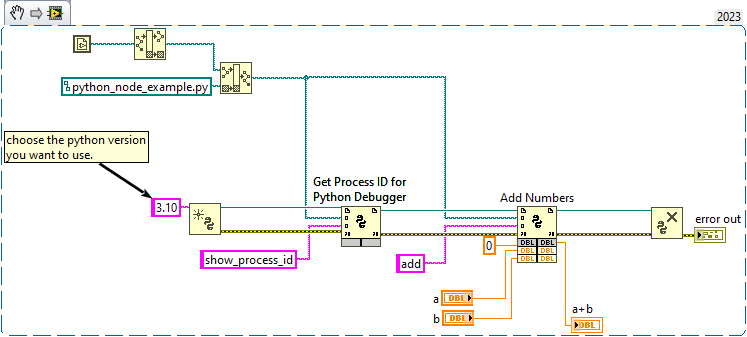 2023
python_node_example.py
choose the python version
you want to use.
3.10
Get Process ID for
Python Debugger
Add Numbers
error out
show_process_id
add
0
DBL DBL
DBL DBL
DBL DBL
a
DBL
b
DBL
a+b
DBL